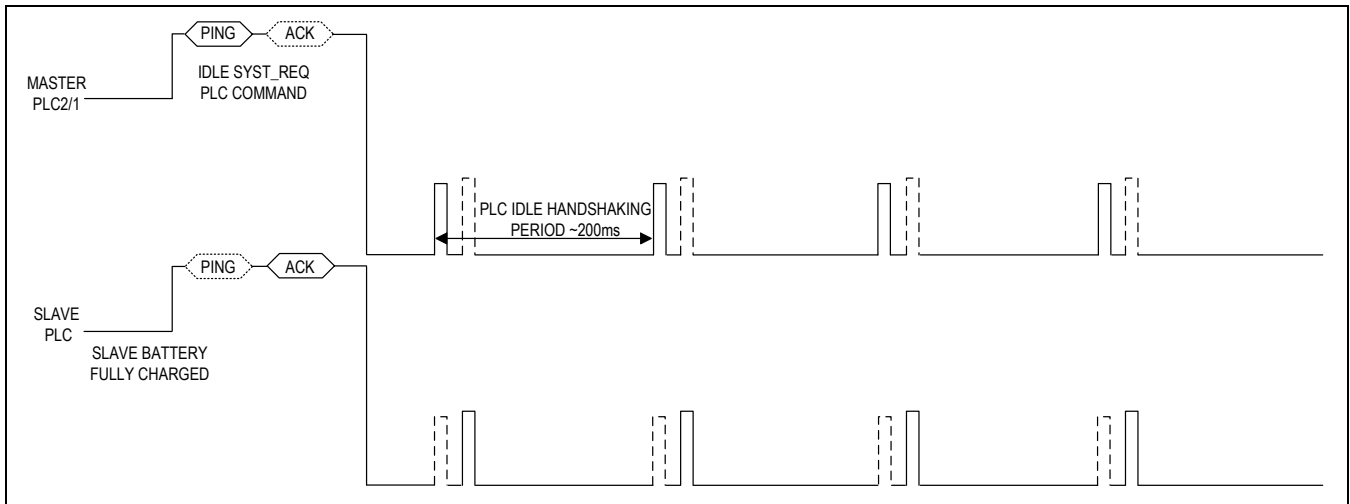 PING ACK
IDLE SYST_REQ
PLC COMMAND
MASTER
PLC2/1
PLC IDLE HANDSHAKING
PERIOD ~200ms
PING ACK
SLAVE
PLC
SLAVE BATTERY
FULLY CHARGED